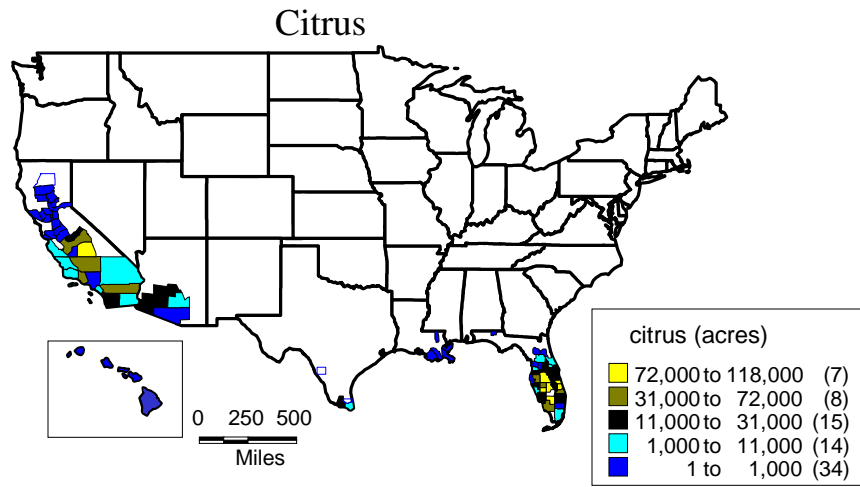 Citrus
citrus (acres)
72,000 to 118,000 (7)
31,000 to 72,000 (8)
11,000 to 31,000 (15)
1,000 to 11,000 (14)
1 to 1,000 (34)
0 250 500
Miles